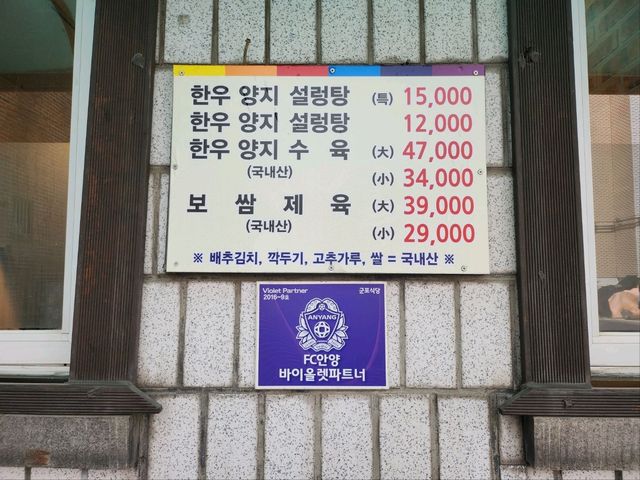 한우 양지 설렁탕 (특) 15,000
한우 양지 설렁탕 12,000
한우 양지 수 육 (大) 47,000
(국내산) (小) 34,000
보 쌈 제 육 (大) 39,000
(국내산) (小) 29,000
※ 배추김치, 깍두기, 고추가루, 쌀 = 국내산 ※
Violet Partner 군포식당
2016-9호
ANYANG
FC안양
바이올렛파트너